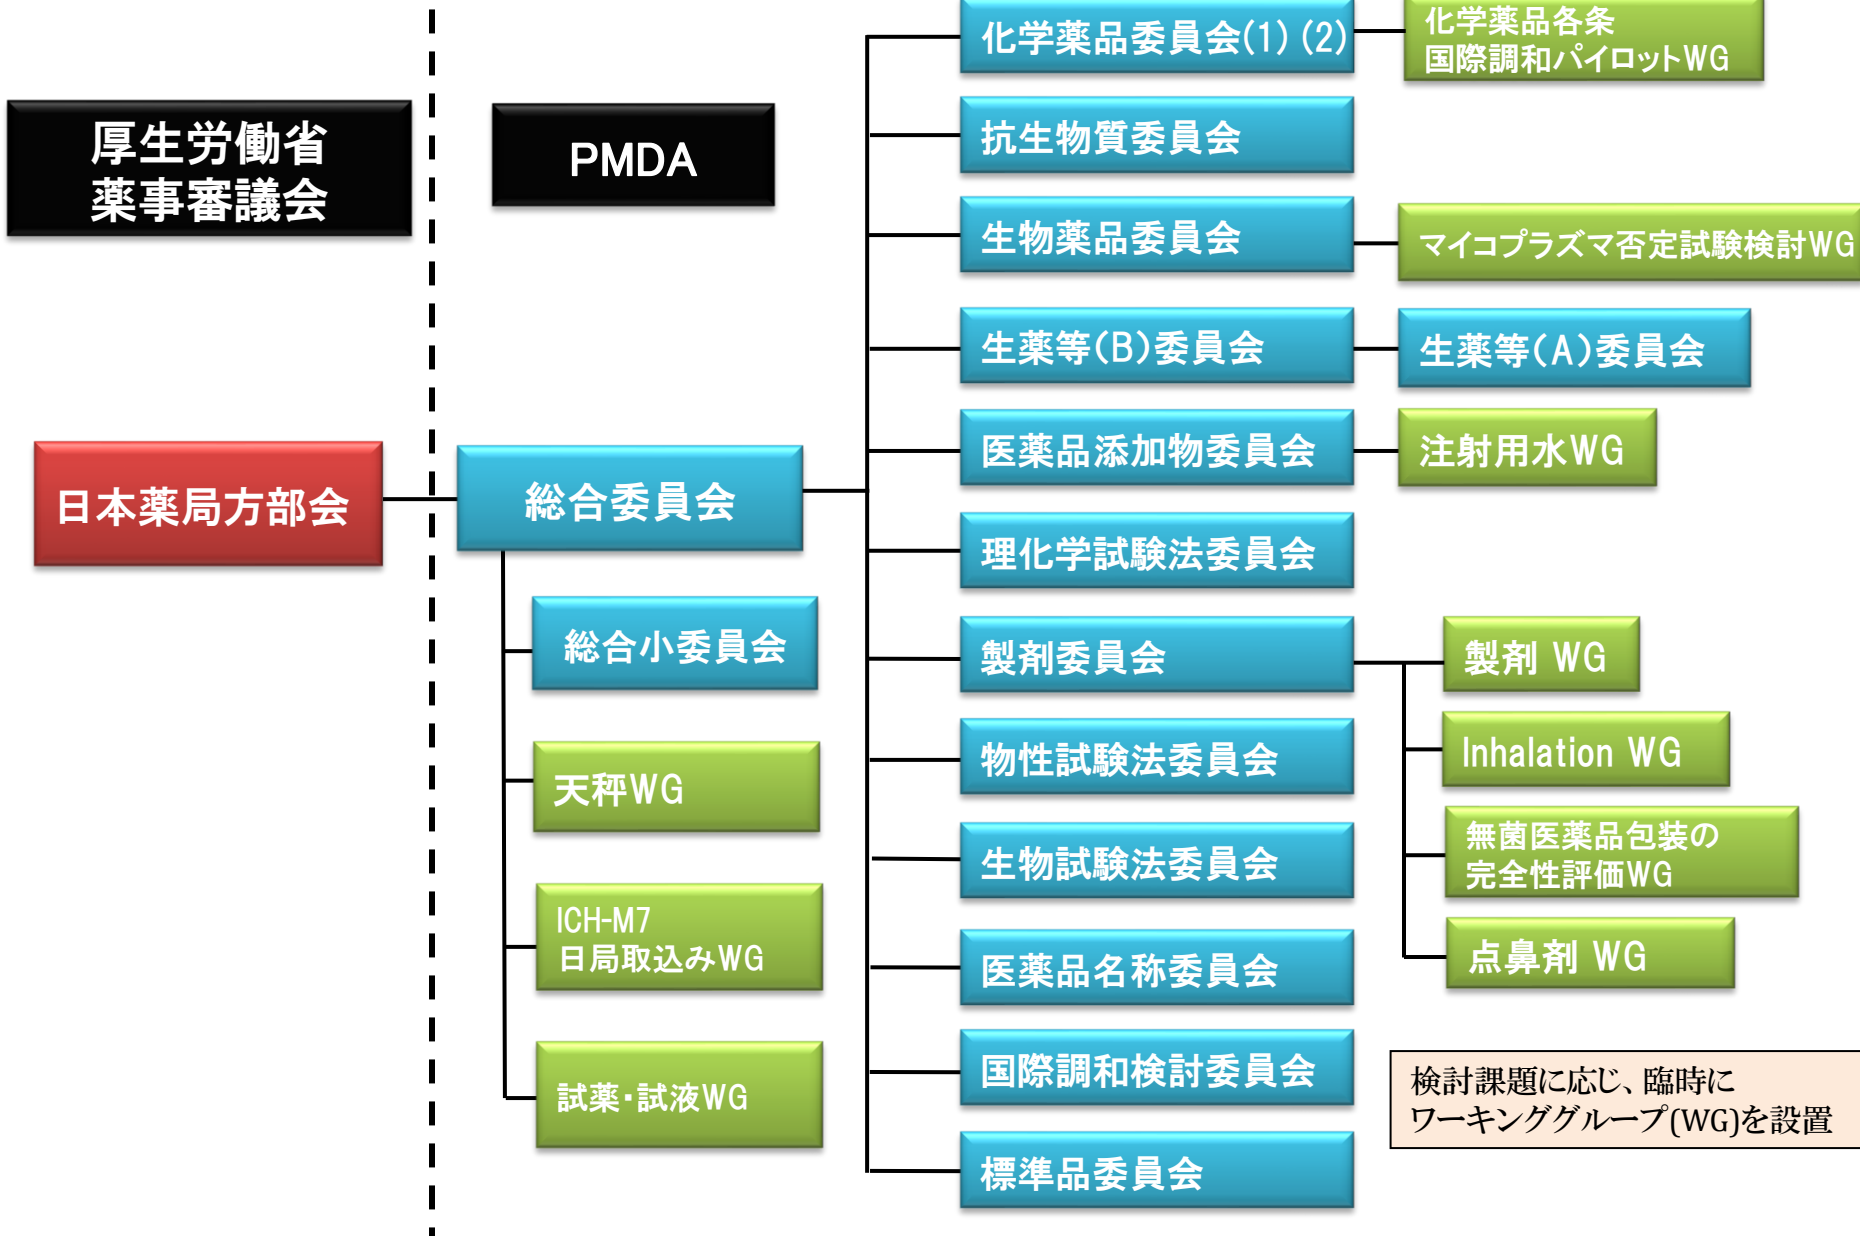 厚生労働省
薬事審議会
PMDA
日本薬局方部会
総合委員会
総合小委員会
天秤WG
ICH-M7
日局取込みWG
試薬・試液WG
化学薬品委員会(1)(2)
化学薬品各条
国際調和パイロットWG
抗生物質委員会
生物薬品委員会
マイコプラズマ否定試験検討WG
生薬等(B)委員会
生薬等(A)委員会
医薬品添加物委員会
注射用水WG
理化学試験法委員会
製剤委員会
製剤 WG
Inhalation WG
無菌医薬品包装の
完全性評価WG
点鼻剤 WG
物性試験法委員会
生物試験法委員会
医薬品名称委員会
国際調和検討委員会
標準品委員会
検討課題に応じ、臨時に
ワーキンググループ(WG)を設置